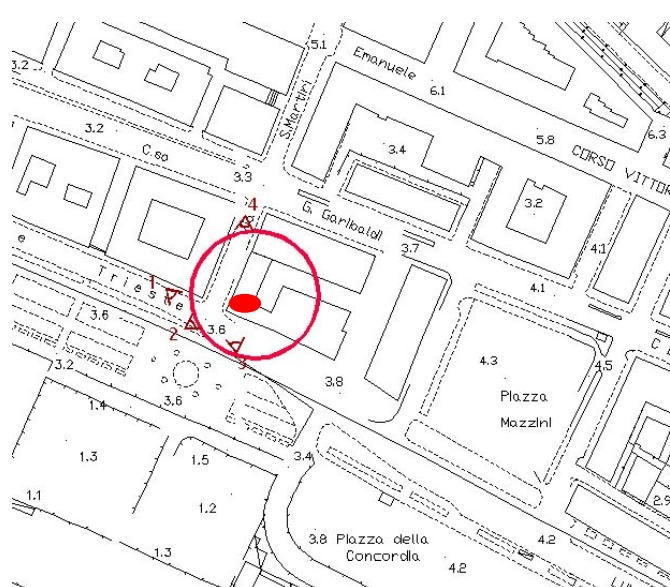 5.1
3.2
Emanuele
6.1
S.Martiri
3.2
3.4
5.8
6.3
C.so
CORSO VITTOR
3.3
4
3.2
G. Garibaldi
3.7
4.1
e
Trieste
1
4.1
3.6
2
3.6
3
4.3
4.5
C
3.2
3.8
3.6
Piazza
Mazzini
1.4
1.3
1.5
3.4
1.1
1.2
2.9
3.8 Piazza della
Concordia
4.2
1.3
4.2